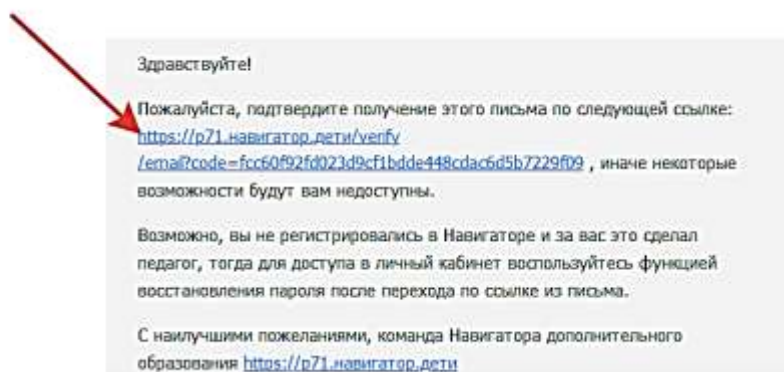 Здравствуйте!
Пожалуйста, подтвердите получение этого письма по следующей ссылке:
https://р71.навигатор.дети/verify
/email?code=fcc60f92fd023d9cf1bdde448cdac6d5b7229f09 , иначе некоторые
возможности будут вам недоступны.
Возможно, вы не регистрировались в Навигаторе и за вас это сделал
педагог, тогда для доступа в личный кабинет воспользуйтесь функцией
восстановления пароля после перехода по ссылке из письма.
С наилучшими пожеланиями, команда Навигатора дополнительного
образования https://р71.навигатор.дети